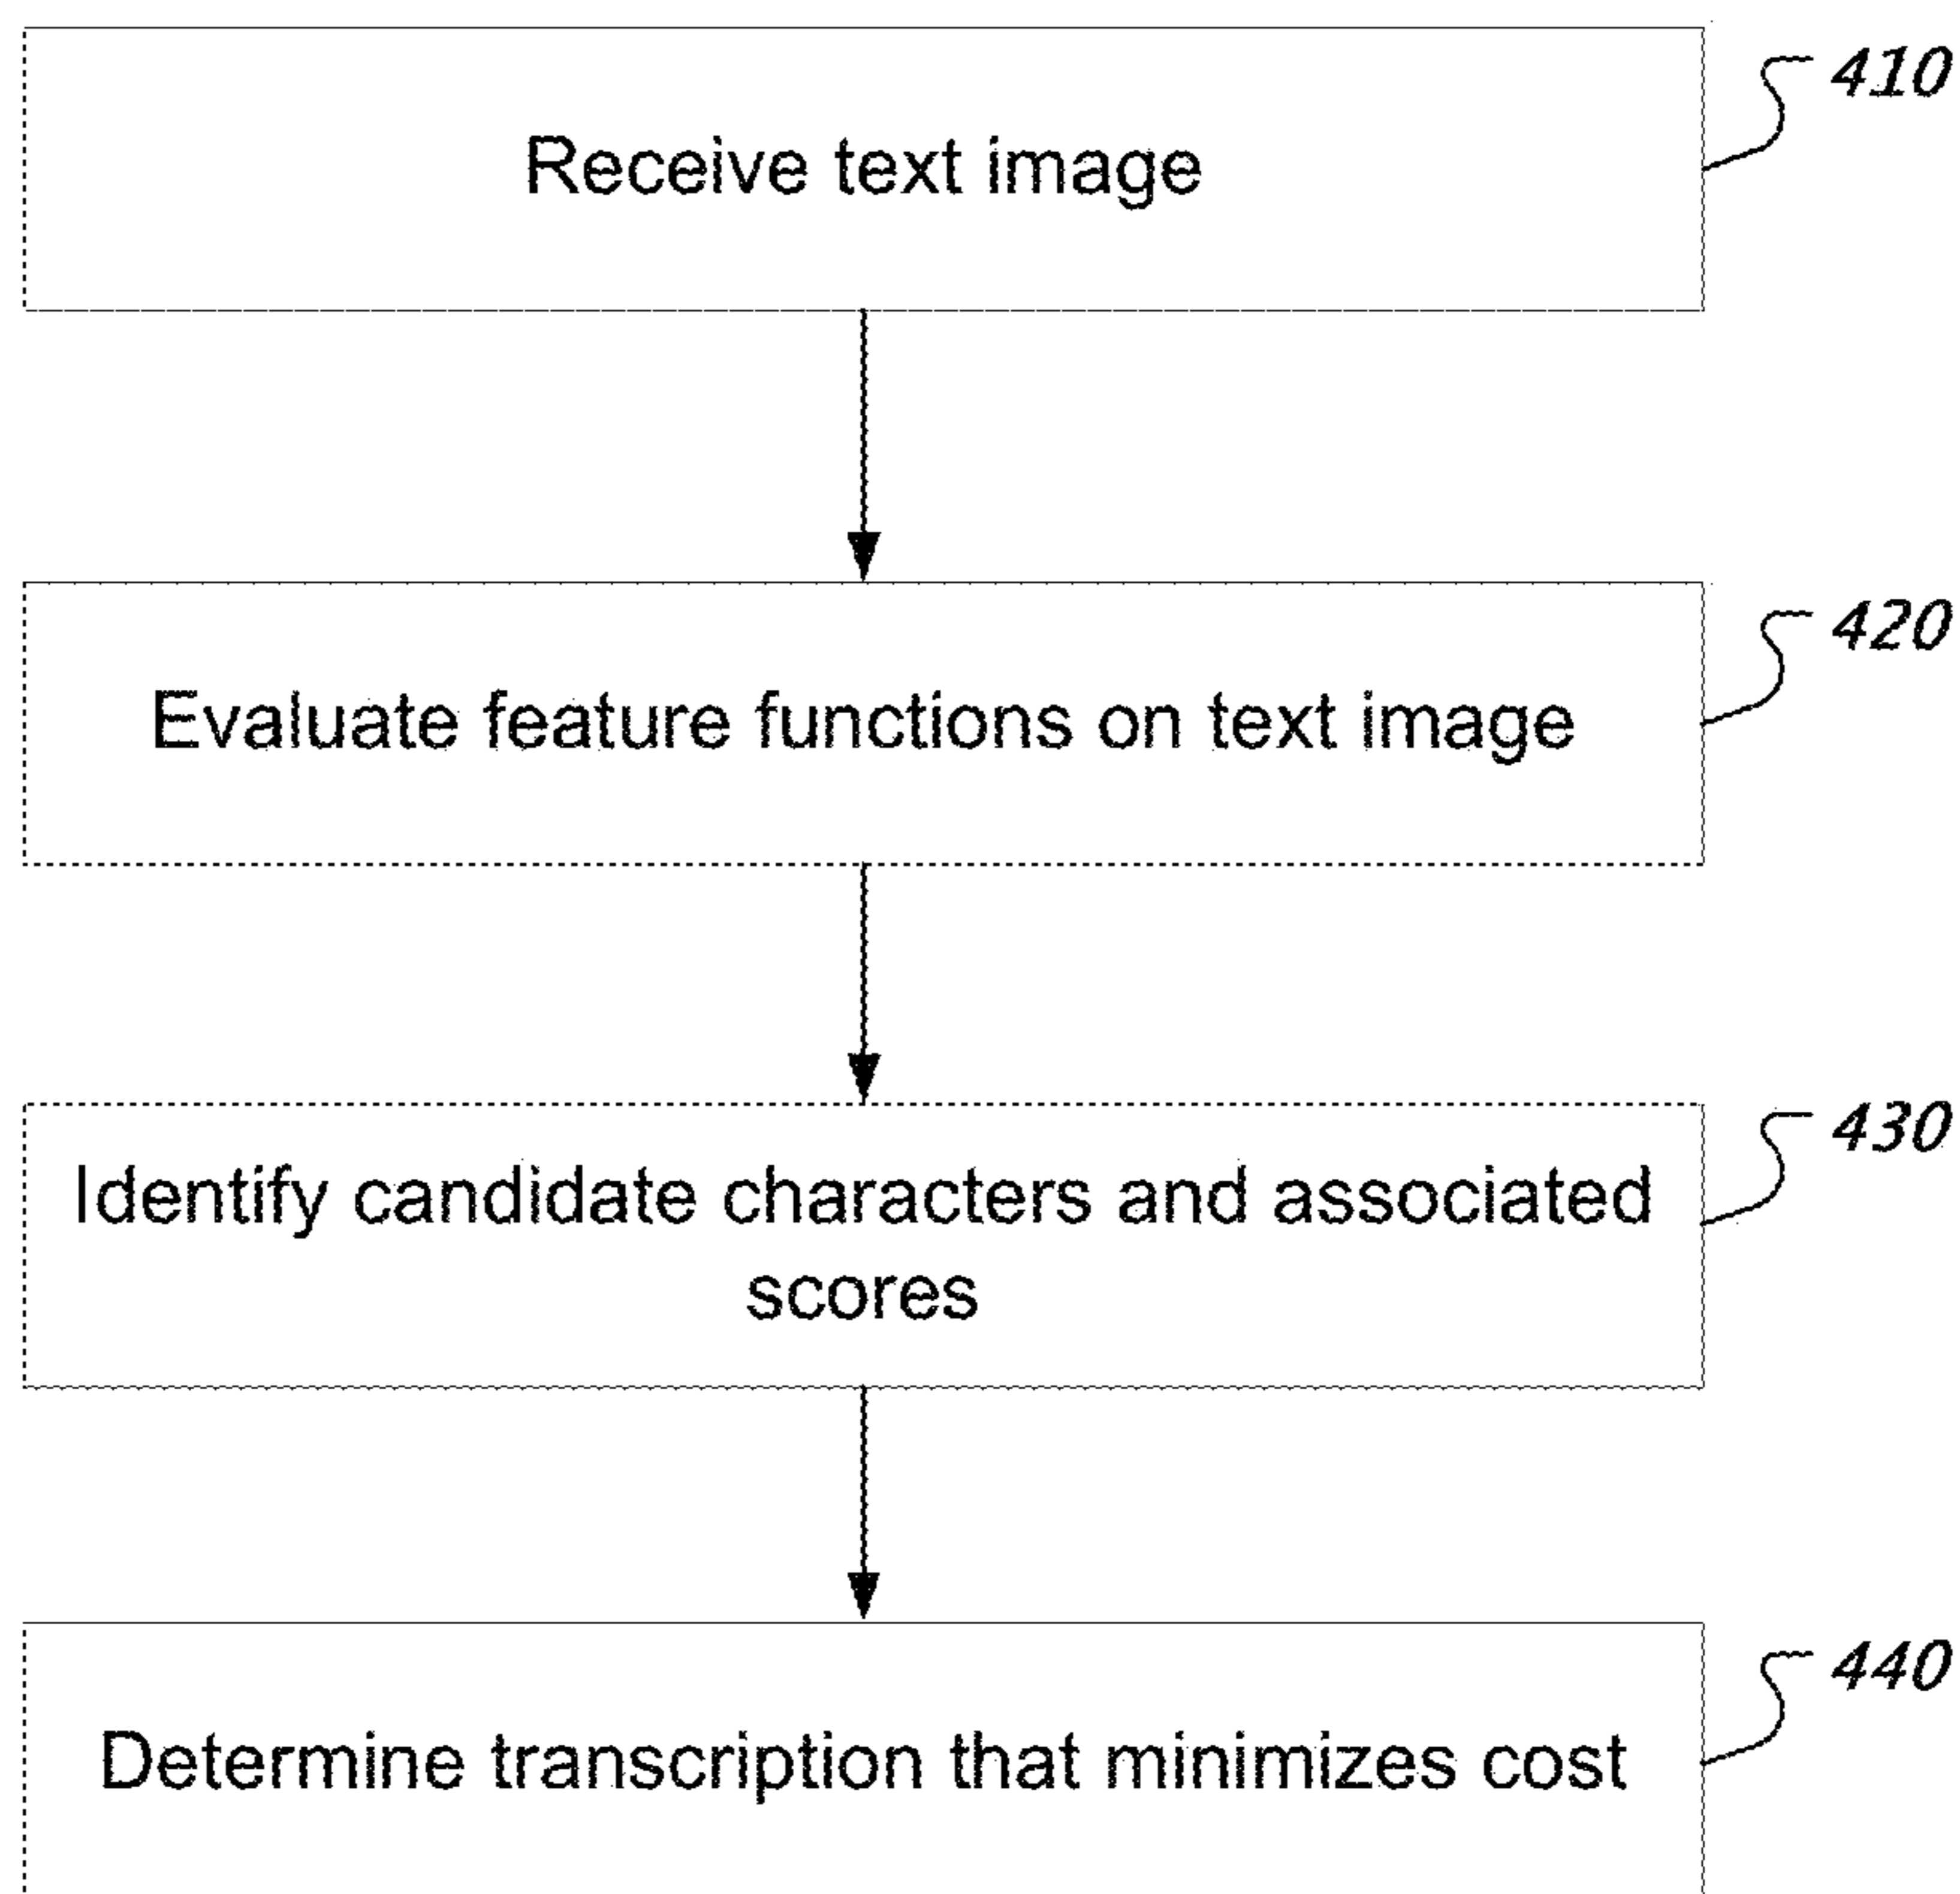 410
Receive text image
420
Evaluate feature functions on text image
430
Identify candidate characters and associated
scores
440
Determine transcription that minimizes cost